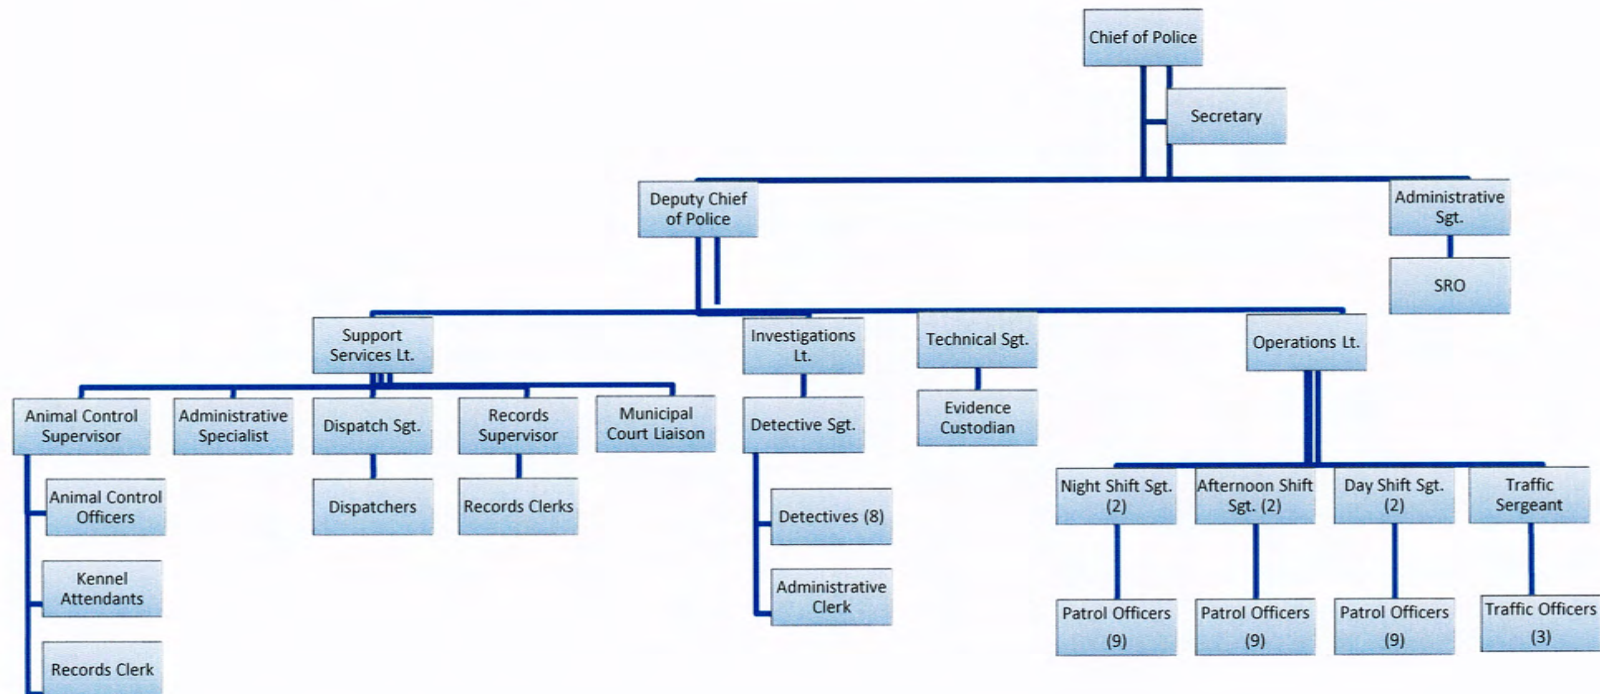 Chief of Police
Secretary
Deputy Chief
of Police
Administrative
Sgt.
SRO
Support
Services Lt.
Investigations
Lt.
Technical Sgt.
Operations Lt.
Animal Control
Supervisor
Administrative
Specialist
Dispatch Sgt.
Records
Supervisor
Municipal
Court Liaison
Detective Sgt.
Evidence
Custodian
Animal Control
Officers
Dispatchers
Records Clerks
Kennel
Attendants
Records Clerk
Detectives (8)
Administrative
Clerk
Night Shift Sgt.
(2)
Afternoon Shift
Sgt. (2)
Day Shift Sgt.
(2)
Traffic
Sergeant
Patrol Officers
(9)
Patrol Officers
(9)
Patrol Officers
(9)
Traffic Officers
(3)